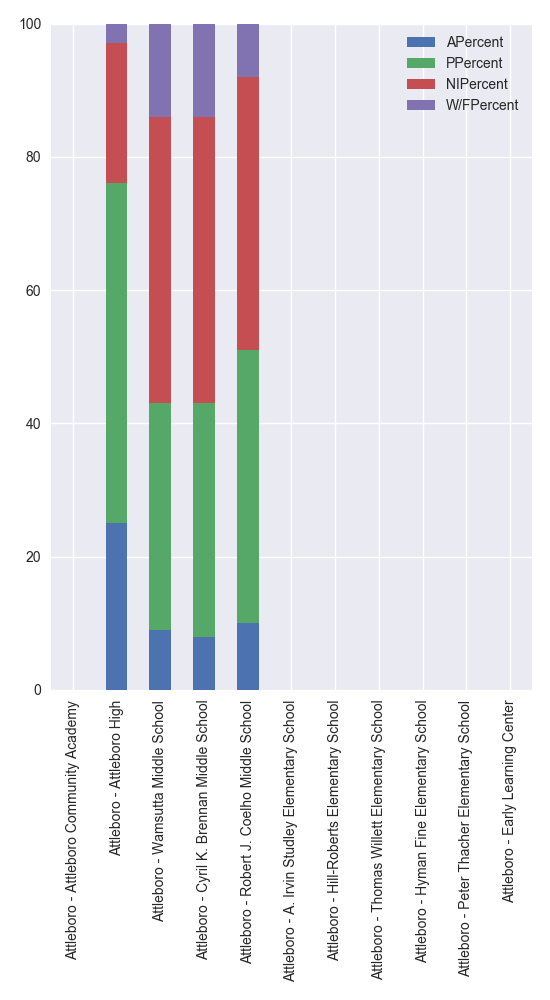 100
80
60
40
20
0
APercent
PPercent
NIPercent
W/FPercent
Attleboro - Attleboro Community Academy
Attleboro - Attleboro High
Attleboro - Wamsutta Middle School
Attleboro - Cyril K. Brennan Middle School
Attleboro - Robert J. Coelho Middle School
Attleboro - A. Irvin Studley Elementary School
Attleboro - Hill-Roberts Elementary School
Attleboro - Thomas Willett Elementary School
Attleboro - Hyman Fine Elementary School
Attleboro - Peter Thacher Elementary School
Attleboro - Early Learning Center